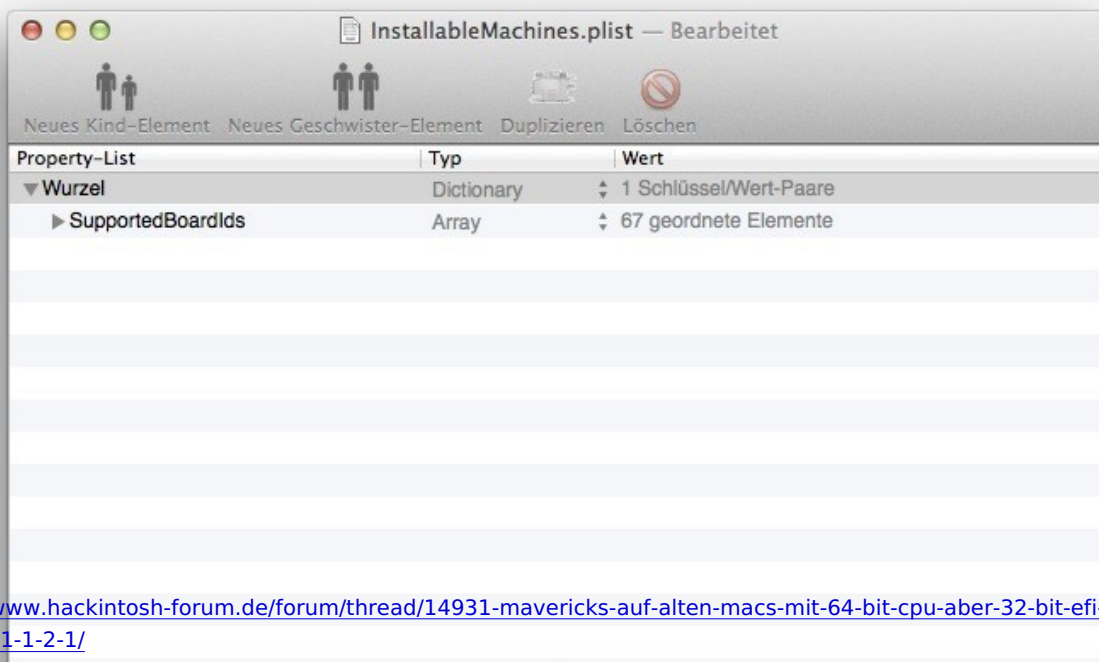 InstallableMachines.plist — Bearbeitet
Neues Kind-Element Neues Geschwister-Element Duplizieren Löschen
Property-List Typ Wert
Wurzel Dictionary 1 Schlüssel/Wert-Paare
SupportedBoardIds Array 67 geordnete Elemente
www.hackintosh-forum.de/forum/thread/14931-mavericks-auf-alten-macs-mit-64-bit-cpu-aber-32-bit-efi-
1-1-2-1/